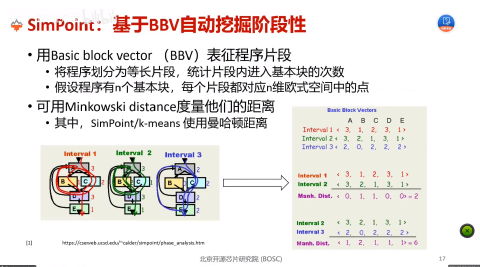 SimPoint：基于BBV自动挖掘阶段性
• 用Basic block vector （BBV）表征程序片段
• 将程序划分为等长片段，统计片段内进入基本块的次数
• 假设程序有n个基本块，每个片段都对应n维欧式空间中的点
• 可用Minkowski distance度量他们的距离
• 其中，SimPoint/k-means 使用曼哈顿距离
Basic Block Vectors
A B C D E
Interval 1 < 3, 1, 2, 3, 1 >
Interval 2 < 3, 2, 1, 3, 1 >
Interval 3 < 2, 0, 2, 2, 2 >
Interval 1 < 3, 1, 2, 3, 1 >
Interval 2 < 3, 2, 1, 3, 1 >
Manh. Dist. < 0, 1, 1, 0, 0> = 2
Interval 2 < 3, 2, 1, 3, 1 >
Interval 3 < 2, 0, 2, 2, 2 >
Manh. Dist. < 1, 2, 1, 1, 1> = 6
Interval 1 Interval 2 Interval 3
B C B C B C
[1] https://cseweb.ucsd.edu/~calder/simpoint/phase_analysis.htm
北京开源芯片研究院 (BOSC)
17